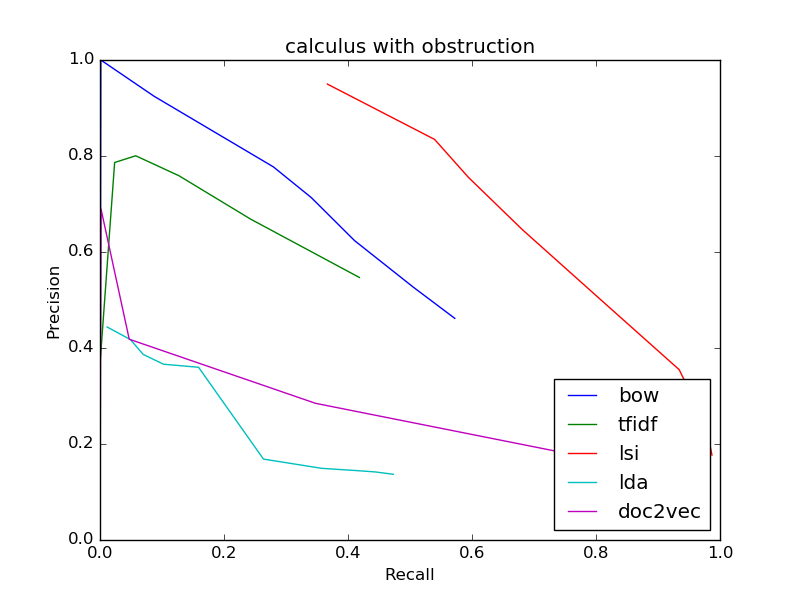 calculus with obstruction
1.0
0.8
0.6
0.4
0.2
0.0
Precision
0.0 0.2 0.4 0.6 0.8 1.0
Recall
bow
tfidf
lsi
lda
doc2vec